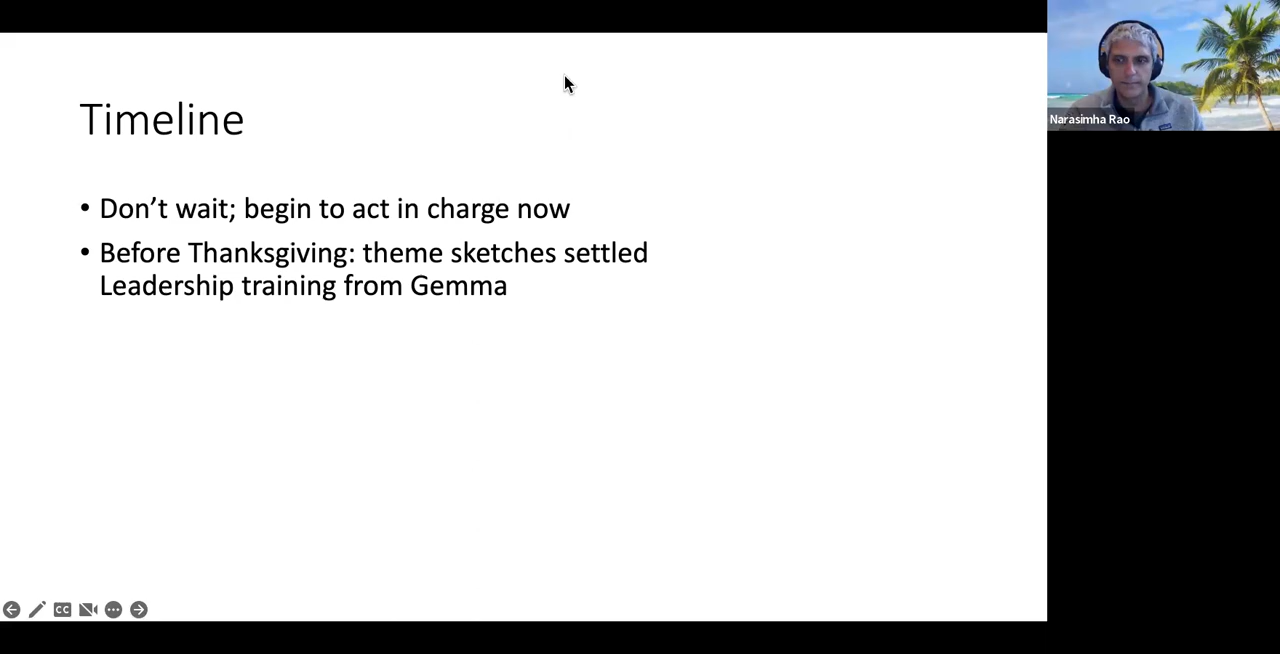 Timeline
• Don’t wait; begin to act in charge now
• Before Thanksgiving: theme sketches settled
Leadership training from Gemma
Narasimha Rao
CC